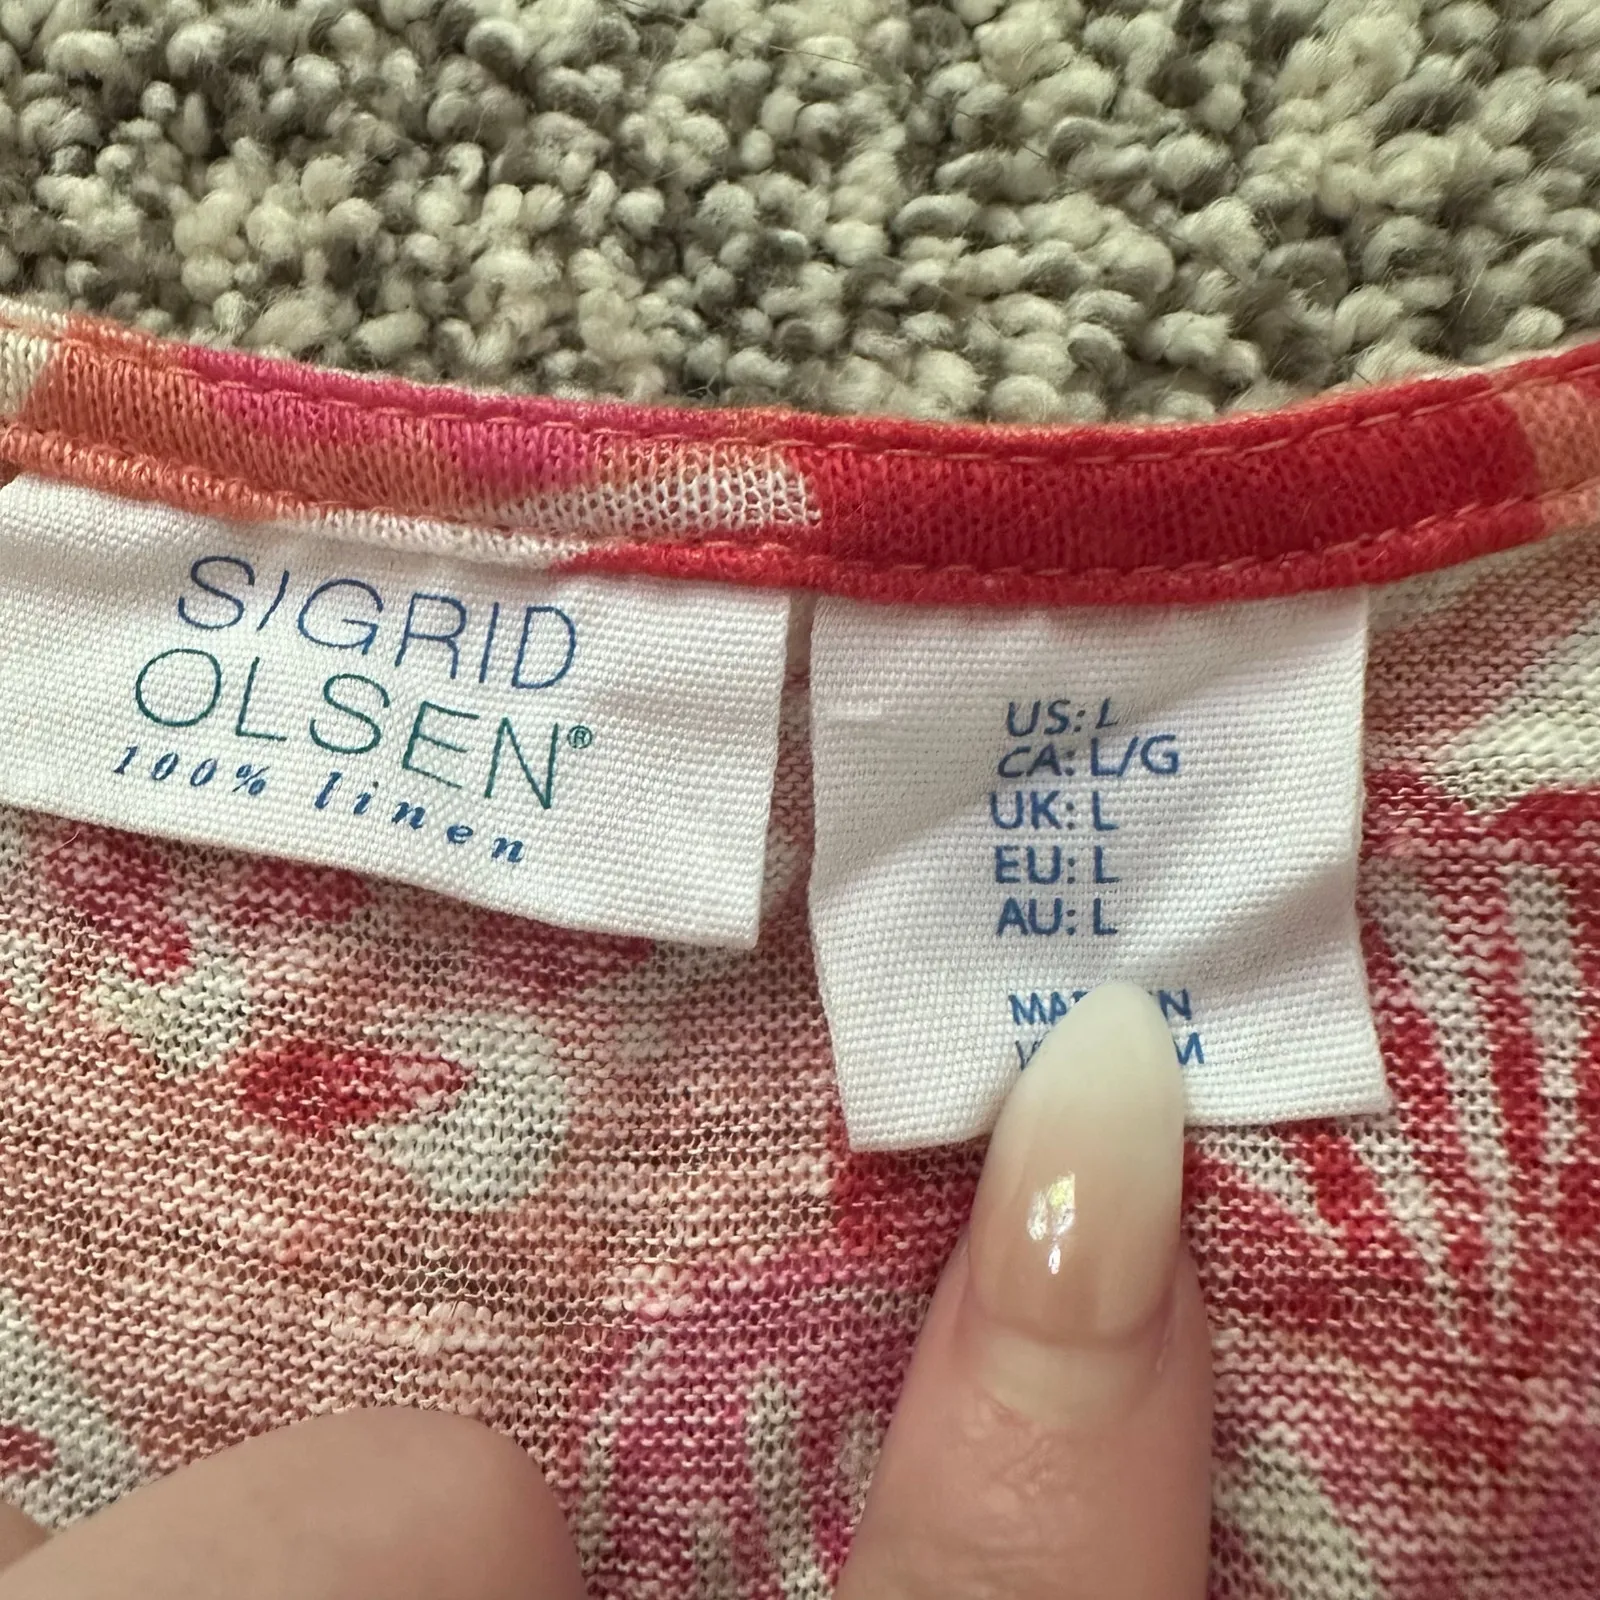 SIGRID
OLSEN®
100% linen
US: L
CA: L/G
UK: L
EU: L
AU: L